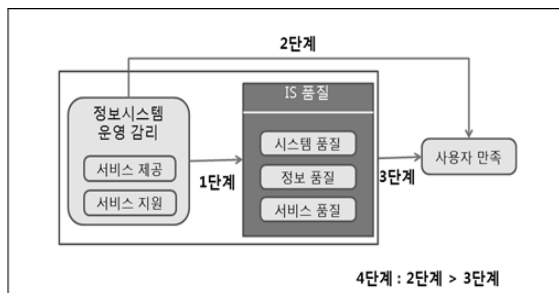 2단계
정보시스템
운영 감리
서비스 제공
서비스 지원
1단계
IS 품질
시스템 품질
정보 품질
서비스 품질
3단계
사용자 만족
4단계 : 2단계 > 3단계